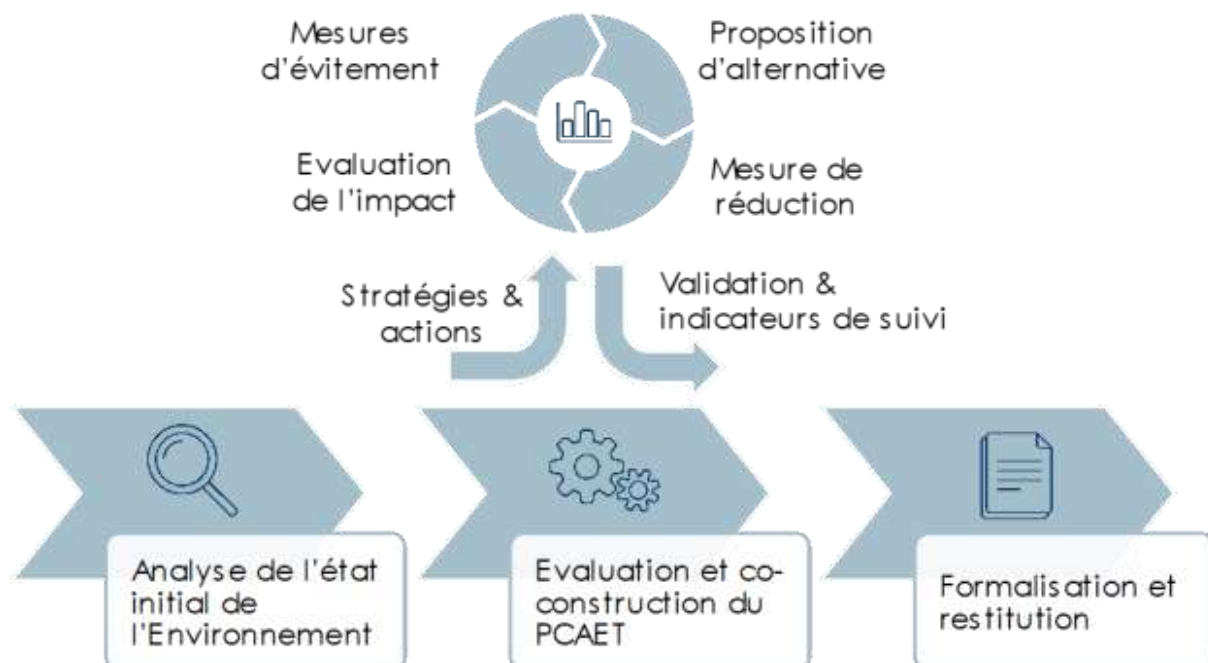 Mesures
d'évitement
Proposition
d'alternative
Evaluation
de l'impact
Mesure de
réduction
Stratégies &
actions
Validation &
indicateurs de suivi
Analyse de l'état
initial de
l'Environnement
Evaluation et co-
construction du
PCAET
Formalisation et
restitution